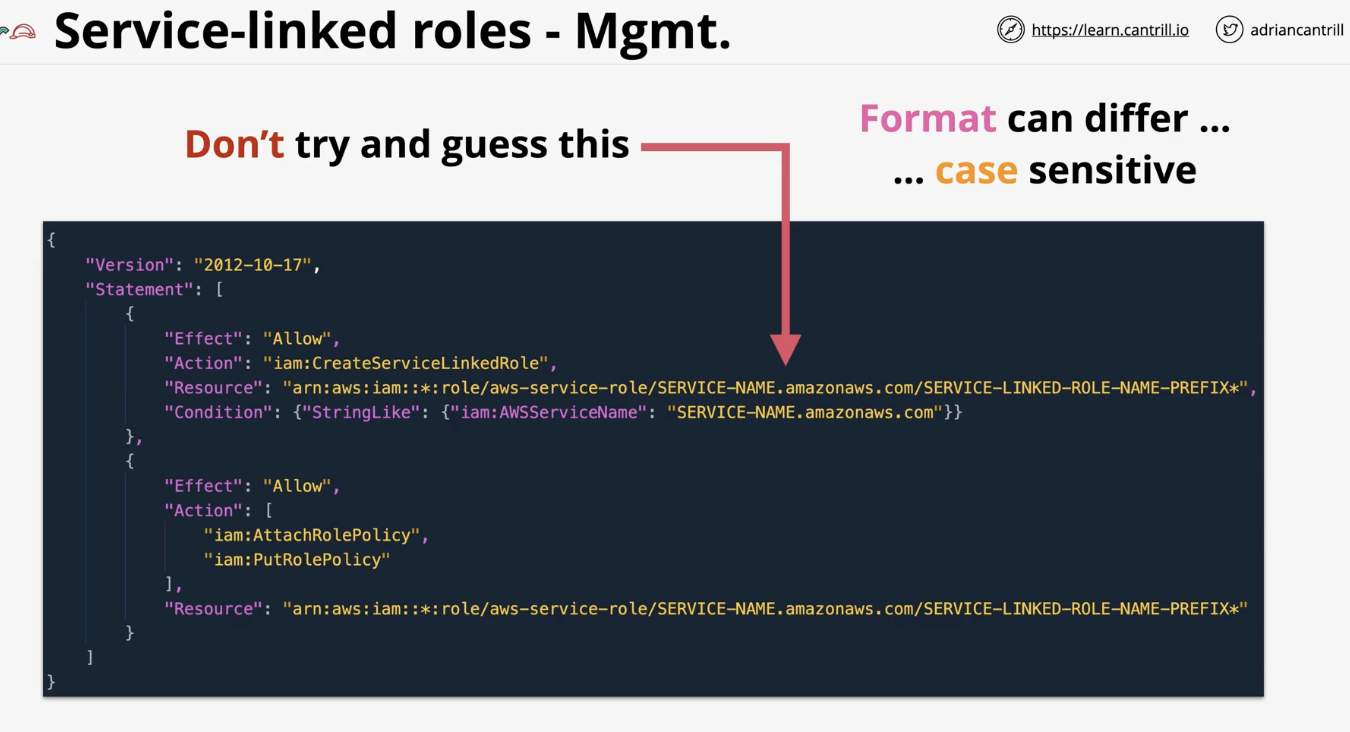 Service-linked roles - Mgmt.
https://learn.cantrill.io
adriancantrill
Don't try and guess this
Format can differ ...
... case sensitive
{
    "Version": "2012-10-17",
    "Statement": [
        {
            "Effect": "Allow",
            "Action": "iam:CreateServiceLinkedRole",
            "Resource": "arn:aws:iam::*:role/aws-service-role/SERVICE-NAME.amazonaws.com/SERVICE-LINKED-ROLE-NAME-PREFIX*",
            "Condition": {"StringLike": {"iam:AWSServiceName": "SERVICE-NAME.amazonaws.com"}}
        },
        {
            "Effect": "Allow",
            "Action": [
                "iam:AttachRolePolicy",
                "iam:PutRolePolicy"
            ],
            "Resource": "arn:aws:iam::*:role/aws-service-role/SERVICE-NAME.amazonaws.com/SERVICE-LINKED-ROLE-NAME-PREFIX*"
        }
    ]
}